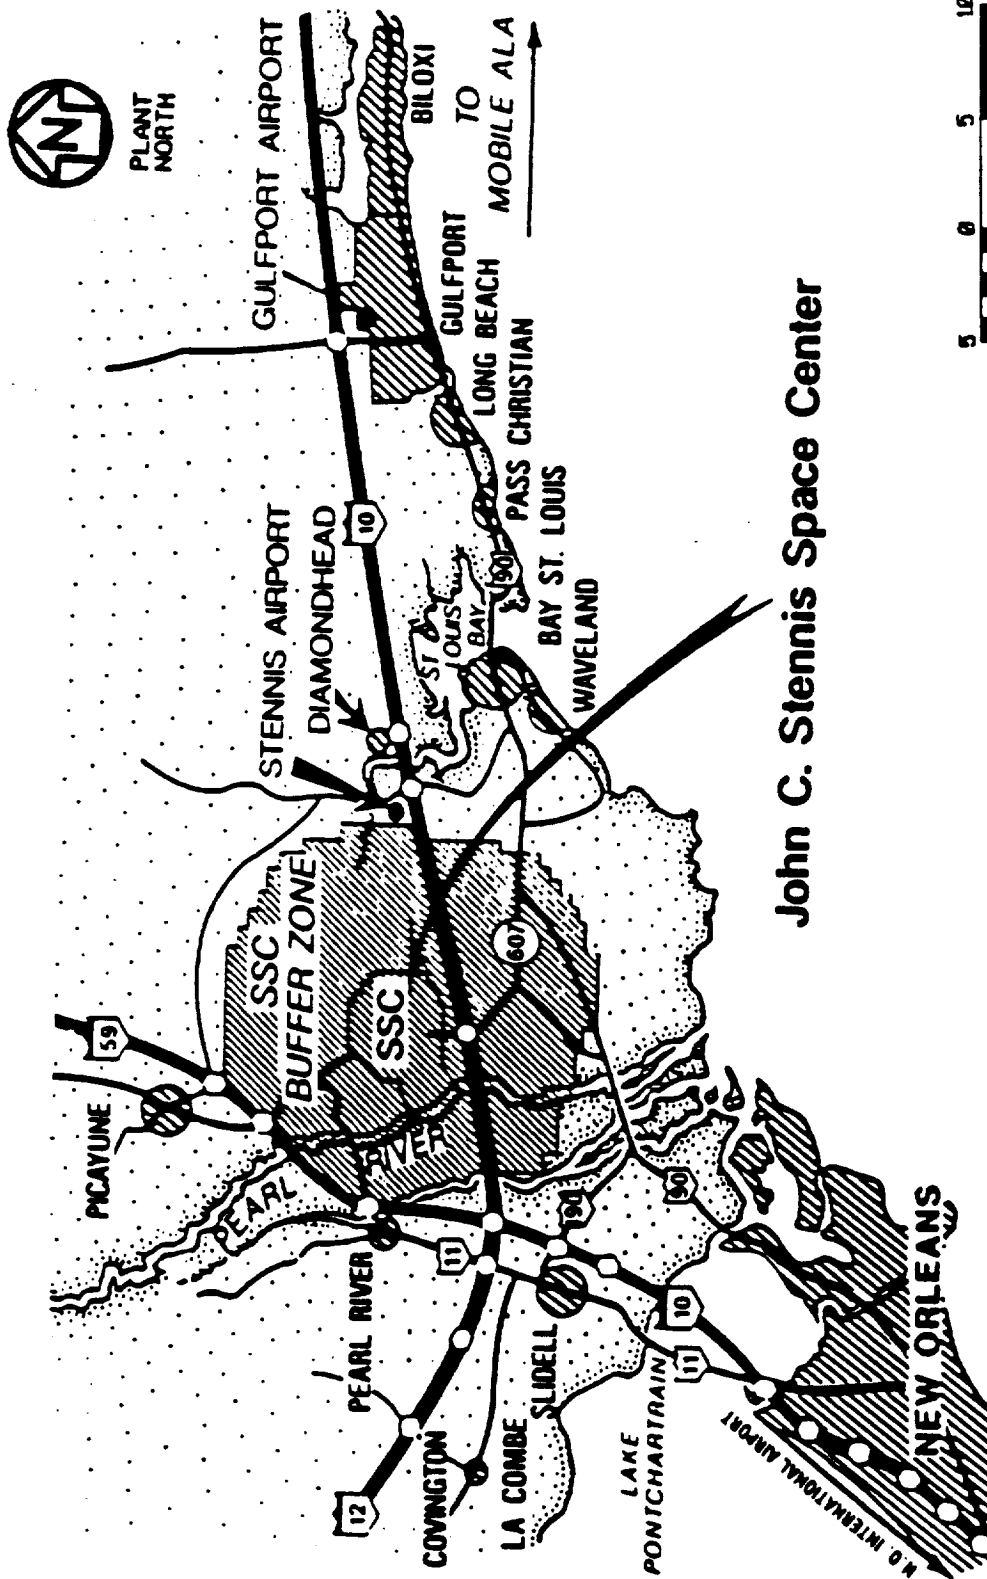 N
PLANT
NORTH
GULFPORT AIRPORT
BILOXI
TO
MOBILE ALA
GULFPORT
LONG BEACH
PASS CHRISTIAN
BAY ST. LOUIS
WAVELAND
10
STENNIS AIRPORT
DIAMONDHEAD
ST
LOUIS
BAY
90
SSC
BUFFER ZONE
SSC
607
59
PICAYUNE
PEARL
RIVER
PEARL RIVER
11
90
90
12
COVINGTON
LA COMBE
SLIDELL
10
11
LAKE
PONTCHARTRAIN
N.O. INTERNATIONAL AIRPORT
NEW ORLEANS
John C. Stennis Space Center
5 0 5 10